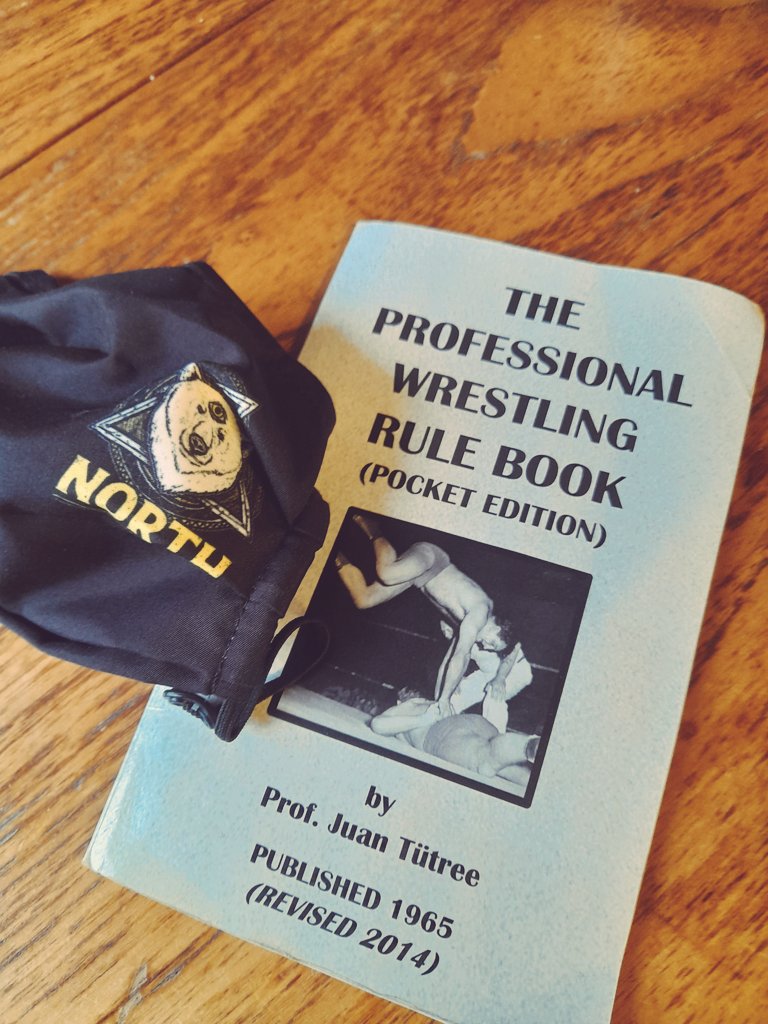 NORTH
THE
PROFESSIONAL
WRESTLING
RULE BOOK
(POCKET EDITION)
by
Prof. Juan Tütree
PUBLISHED 1965
(REVISED 2014)